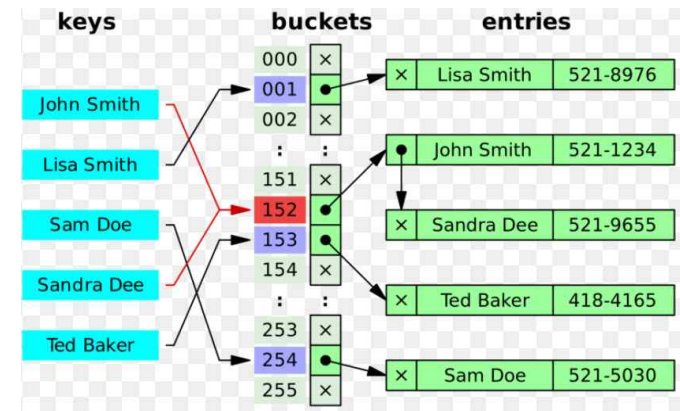 keys
buckets
entries
John Smith
Lisa Smith
Sam Doe
Sandra Dee
Ted Baker
000 ×
001
002 ×
: :
151 ×
152
153
154 ×
: :
253 ×
254
255 ×
× Lisa Smith 521-8976
John Smith 521-1234
× Sandra Dee 521-9655
× Ted Baker 418-4165
× Sam Doe 521-5030